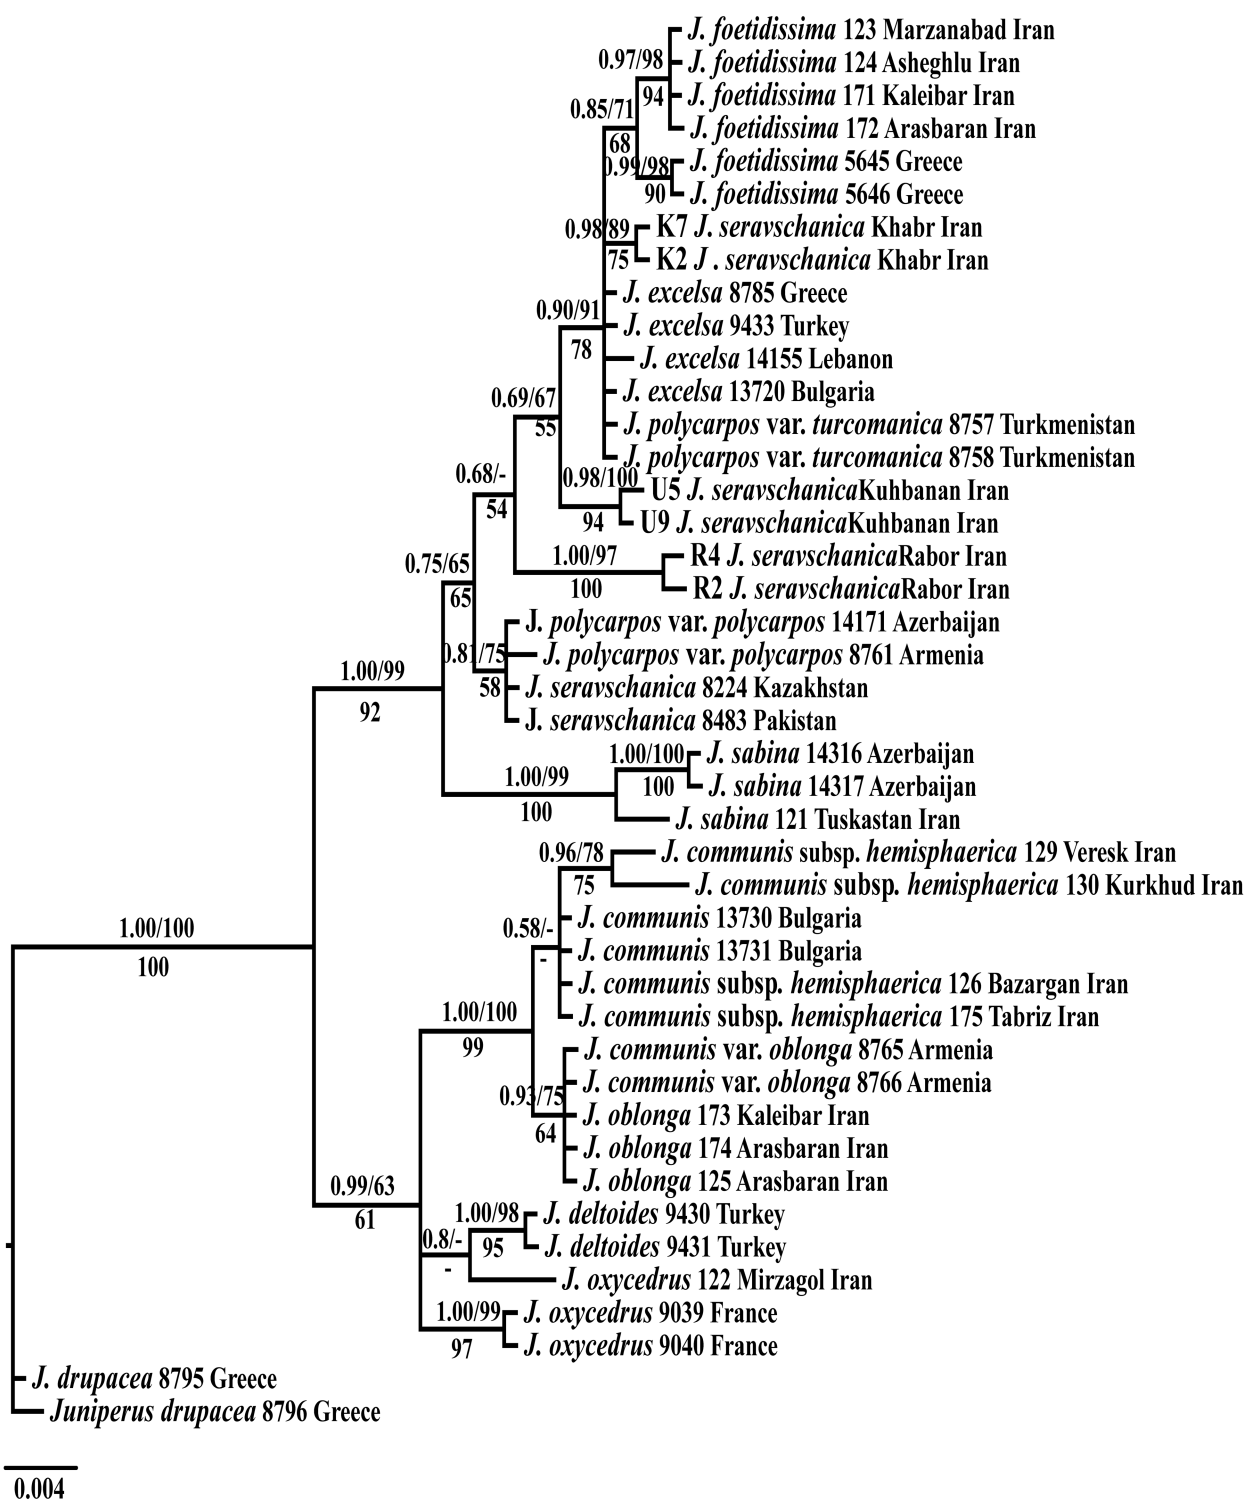 J. foetidissima 123 Marzanabad Iran
0.97/98
J. foetidissima 124 Asheghlu Iran
94
J. foetidissima 171 Kaleibar Iran
0.85/71
J. foetidissima 172 Arasbaran Iran
68
0.99/98
J. foetidissima 5645 Greece
90
J. foetidissima 5646 Greece
0.98/89
K7 J. seravschanica Khabr Iran
75
K2 J . seravschanica Khabr Iran
J. excelsa 8785 Greece
0.90/91
J. excelsa 9433 Turkey
78
J. excelsa 14155 Lebanon
J. excelsa 13720 Bulgaria
0.69/67
55
J. polycarpos var. turcomanica 8757 Turkmenistan
J. polycarpos var. turcomanica 8758 Turkmenistan
0.68/-
54
0.98/100
U5 J. seravschanicaKuhbanan Iran
94
U9 J. seravschanicaKuhbanan Iran
1.00/97
R4 J. seravschanicaRabor Iran
100
R2 J. seravschanicaRabor Iran
0.75/65
65
J. polycarpos var. polycarpos 14171 Azerbaijan
0.81/75
J. polycarpos var. polycarpos 8761 Armenia
58
J. seravschanica 8224 Kazakhstan
1.00/99
92
J. seravschanica 8483 Pakistan
1.00/100
J. sabina 14316 Azerbaijan
1.00/99
100
100
J. sabina 14317 Azerbaijan
J. sabina 121 Tuskastan Iran
0.96/78
J. communis subsp. hemisphaerica 129 Veresk Iran
75
J. communis subsp. hemisphaerica 130 Kurkhud Iran
J. communis 13730 Bulgaria
1.00/100
100
0.58/-
-
J. communis 13731 Bulgaria
J. communis subsp. hemisphaerica 126 Bazargan Iran
1.00/100
99
J. communis subsp. hemisphaerica 175 Tabriz Iran
J. communis var. oblonga 8765 Armenia
J. communis var. oblonga 8766 Armenia
0.93/75
64
J. oblonga 173 Kaleibar Iran
J. oblonga 174 Arasbaran Iran
J. oblonga 125 Arasbaran Iran
0.99/63
61
1.00/98
J. deltoides 9430 Turkey
95
J. deltoides 9431 Turkey
0.8/-
-
J. oxycedrus 122 Mirzagol Iran
1.00/99
J. oxycedrus 9039 France
97
J. oxycedrus 9040 France
J. drupacea 8795 Greece
Juniperus drupacea 8796 Greece
0.004